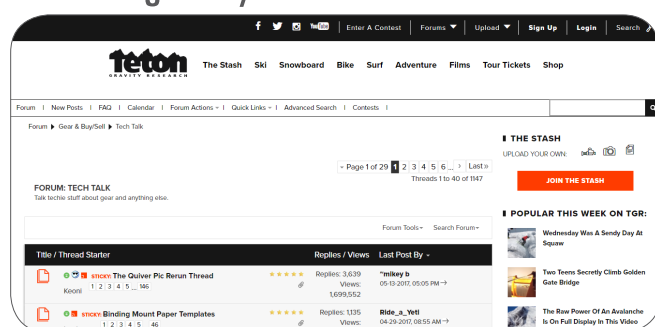 f YouTube | Enter A Contest | Forums ▼ | Upload ▼ | Sign Up | Login | Search
Teton
GRAVITY RESEARCH
The Stash Ski Snowboard Bike Surf Adventure Films Tour Tickets Shop
Forum | New Posts | FAQ | Calendar | Forum Actions | Quick Links | Advanced Search | Contests |
Forum ▶ Gear & Buy/Sell ▶ Tech Talk
Page 1 of 29 1 2 3 4 5 6 ... > Last »
Threads 1 to 40 of 1147
FORUM: TECH TALK
Talk techie stuff about gear and anything else.
Forum Tools Search Forum
Title / Thread Starter Replies / Views Last Post By
STICKY: The Quiver Pic Rerun Thread
Keoni 1 2 3 4 5 ... 146
Replies: 3,639
Views:
1,699,552
"mikey b
05-13-2017, 05:05 PM →
STICKY: Binding Mount Paper Templates
1 2 3 4 5 ... 46
Replies: 1,135
Views:
Ride_a_Yeti
04-29-2017, 08:55 AM →
THE STASH
UPLOAD YOUR OWN:
JOIN THE STASH
POPULAR THIS WEEK ON TGR:
Wednesday Was A Sendy Day At
Squaw
Two Teens Secretly Climb Golden
Gate Bridge
The Raw Power Of An Avalanche
Is On Full Display In This Video